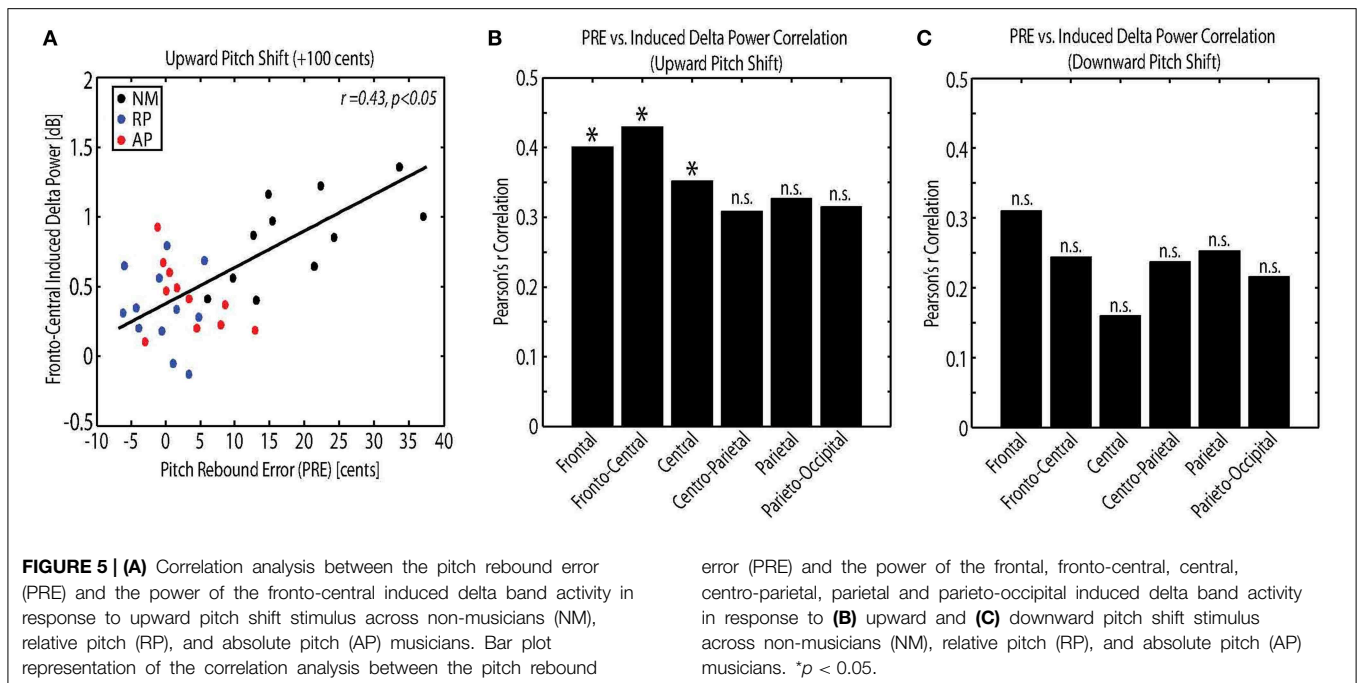 A
Upward Pitch Shift (+100 cents)
r =0.43, p<0.05
NM
RP
AP
2
1.5
1
0.5
0
-0.5
Fronto-Central Induced Delta Power [dB]
-10 -5 0 5 10 15 20 25 30 35 40
Pitch Rebound Error (PRE) [cents]
B
PRE vs. Induced Delta Power Correlation
(Upward Pitch Shift)
0.5
0.4
0.3
0.2
0.1
0
Pearson's r Correlation
* * * n.s. n.s. n.s.
Frontal
Fronto-Central
Central
Centro-Parietal
Parietal
Parieto-Occipital
C
PRE vs. Induced Delta Power Correlation
(Downward Pitch Shift)
0.5
0.4
0.3
0.2
0.1
0
Pearson's r Correlation
n.s. n.s. n.s. n.s. n.s. n.s.
Frontal
Fronto-Central
Central
Centro-Parietal
Parietal
Parieto-Occipital
FIGURE 5 | (A) Correlation analysis between the pitch rebound error
(PRE) and the power of the fronto-central induced delta band activity in
response to upward pitch shift stimulus across non-musicians (NM),
relative pitch (RP), and absolute pitch (AP) musicians. Bar plot
representation of the correlation analysis between the pitch rebound
error (PRE) and the power of the frontal, fronto-central, central,
centro-parietal, parietal and parieto-occipital induced delta band activity
in response to (B) upward and (C) downward pitch shift stimulus
across non-musicians (NM), relative pitch (RP), and absolute pitch (AP)
musicians. *p < 0.05.